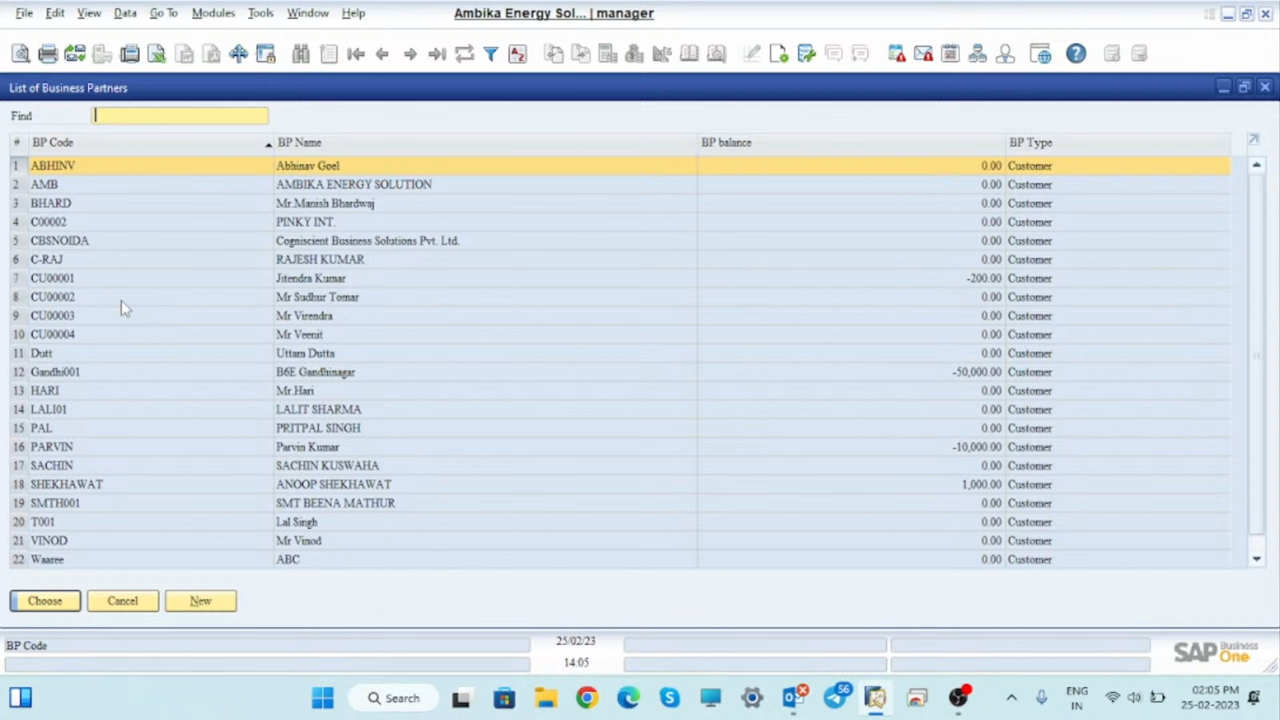 File Edit View Data Go To Modules Tools Window Help Ambika Energy Sol... | manager
List of Business Partners
Find
# BP Code BP Name BP balance BP Type
1 ABHINV Abhinav Goel 0.00 Customer
2 AMB AMBIKA ENERGY SOLUTION 0.00 Customer
3 BHARD Mr.Manish Bhardwaj 0.00 Customer
4 C00002 PINKY INT. 0.00 Customer
5 CBSNOIDA Cogniscient Business Solutions Pvt. Ltd. 0.00 Customer
6 C-RAJ RAJESH KUMAR 0.00 Customer
7 CU00001 Jitendra Kumar -200.00 Customer
8 CU00002 Mr Sudhur Tomar 0.00 Customer
9 CU00003 Mr Virendra 0.00 Customer
10 CU00004 Mr Veenit 0.00 Customer
11 Dutt Uttam Dutta 0.00 Customer
12 Gandhi001 B6E Gandhinagar -50,000.00 Customer
13 HARI Mr.Hari 0.00 Customer
14 LALI01 LALIT SHARMA 0.00 Customer
15 PAL PRITPAL SINGH 0.00 Customer
16 PARVIN Parvin Kumar -10,000.00 Customer
17 SACHIN SACHIN KUSWAHA 0.00 Customer
18 SHEKHAWAT ANOOP SHEKHAWAT 1,000.00 Customer
19 SMTH001 SMT BEENA MATHUR 0.00 Customer
20 T001 Lal Singh 0.00 Customer
21 VINOD Mr Vinod 0.00 Customer
22 Waaree ABC 0.00 Customer
Choose Cancel New
BP Code 25/02/23
14:05
SAP Business One
Search 56 ENG IN 02:05 PM 25-02-2023